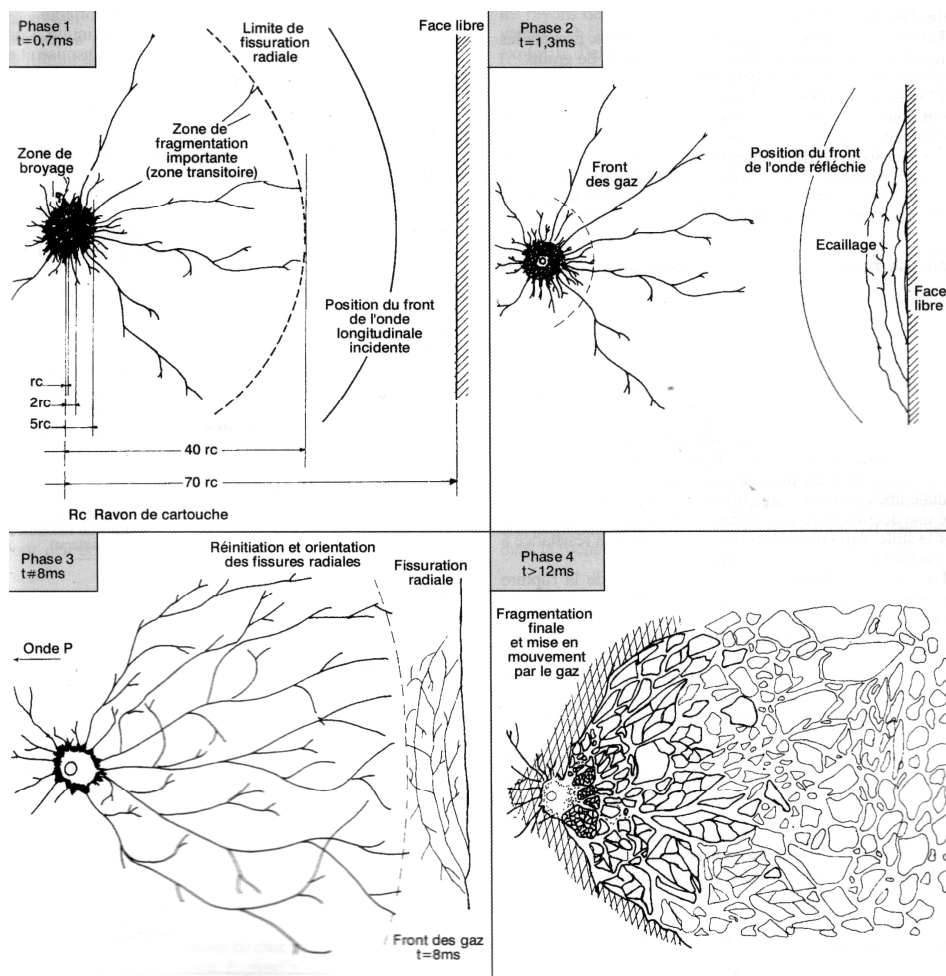 Phase 1
t=0,7ms
Limite de
fissuration
radiale
Face libre
Zone de
fragmentation
importante
(zone transitoire)
Zone de
broyage
Position du front
de l'onde
longitudinale
incidente
rc
2rc
5rc
40 rc
70 rc
Rc Ravon de cartouche
Phase 2
t=1,3ms
Front
des gaz
Position du front
de l'onde réfléchie
Ecaillage
Face
libre
Phase 3
t#8ms
Réinitiation et orientation
des fissures radiales
Fissuration
radiale
Onde P
Front des gaz
t=8ms
Phase 4
t>12ms
Fragmentation
finale
et mise en
mouvement
par le gaz